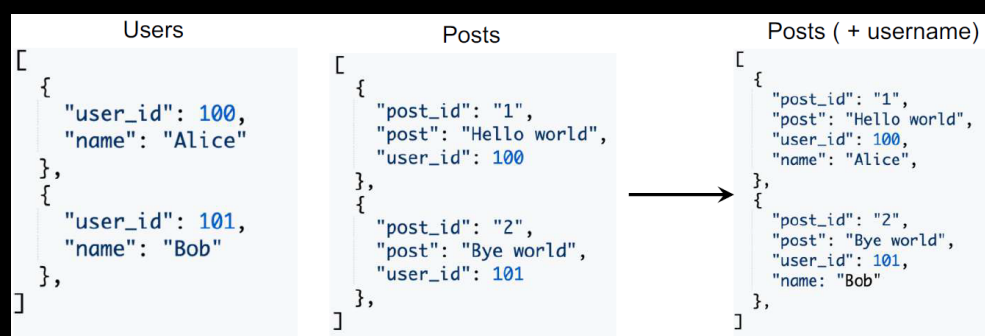 Users
[
{
"user_id": 100,
"name": "Alice"
},
{
"user_id": 101,
"name": "Bob"
},
]
Posts
[
{
"post_id": "1",
"post": "Hello world",
"user_id": 100
},
{
"post_id": "2",
"post": "Bye world",
"user_id": 101
},
]
Posts ( + username)
[
{
"post_id": "1",
"post": "Hello world",
"user_id": 100,
"name": "Alice",
},
{
"post_id": "2",
"post": "Bye world",
"user_id": 101,
"name: "Bob"
},
]